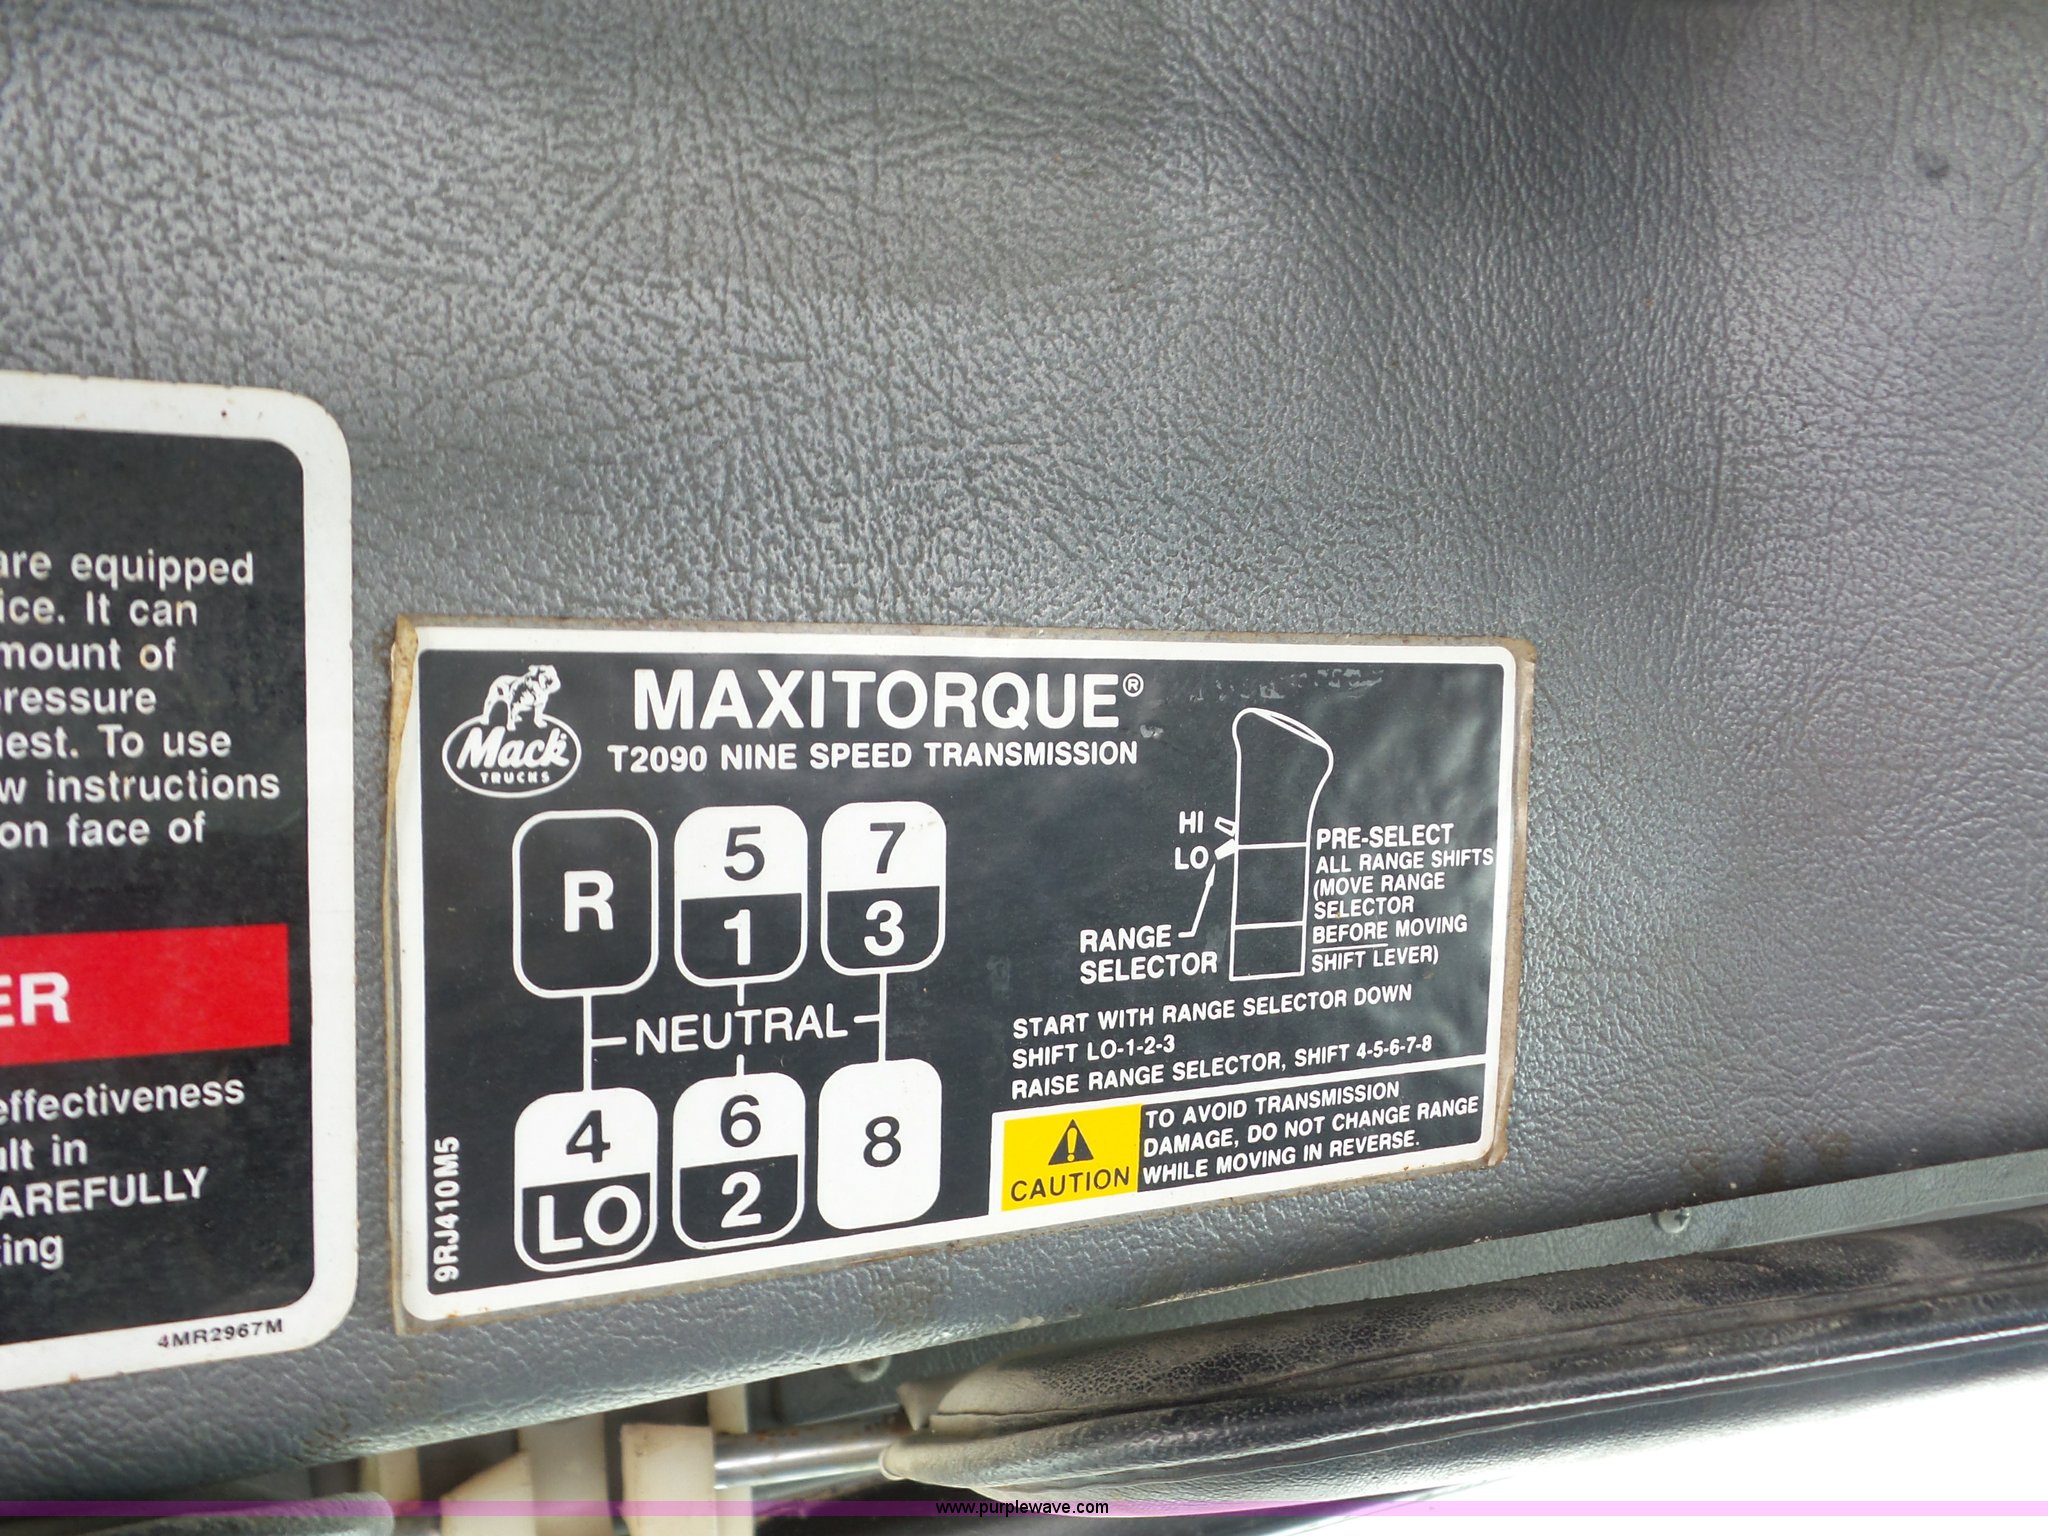 are equipped
ice. It can
mount of
pressure
iest. To use
w instructions
on face of
ER
effectiveness
ult in
AREFULLY
ing
4MR2967M
Mack
TRUCKS
MAXITORQUE®
T2090 NINE SPEED TRANSMISSION
R
5
1
7
3
NEUTRAL
4
LO
6
2
8
9RJ410M5
HI
LO
RANGE
SELECTOR
PRE-SELECT
ALL RANGE SHIFTS
(MOVE RANGE
SELECTOR
BEFORE MOVING
SHIFT LEVER)
START WITH RANGE SELECTOR DOWN
SHIFT LO-1-2-3
RAISE RANGE SELECTOR, SHIFT 4-5-6-7-8
CAUTION
TO AVOID TRANSMISSION
DAMAGE, DO NOT CHANGE RANGE
WHILE MOVING IN REVERSE.
www.purplewave.com